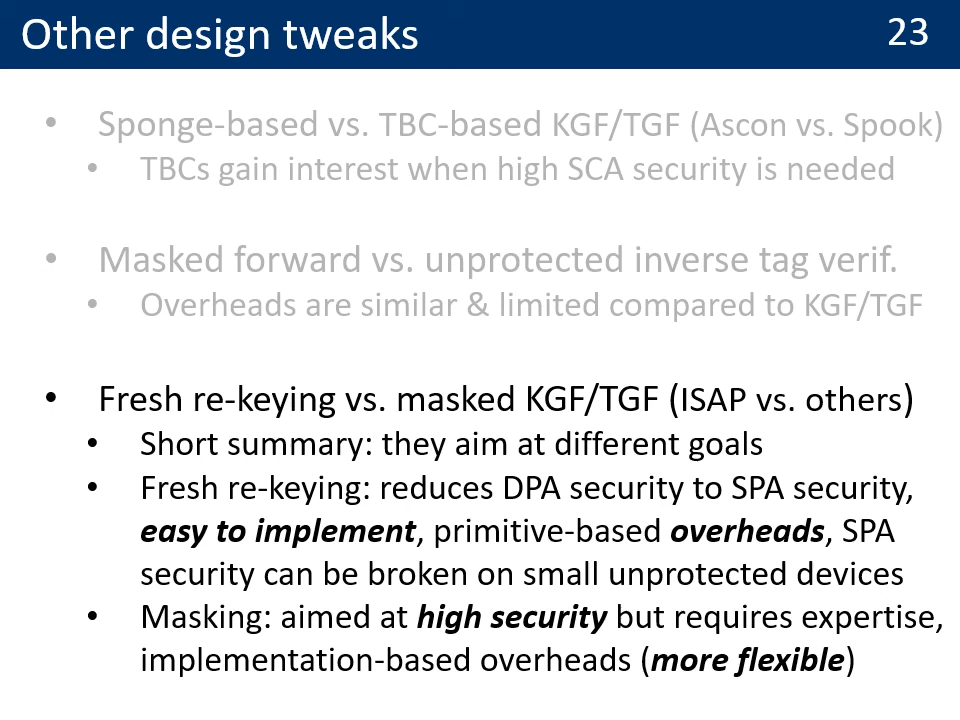 Other design tweaks 23
• Sponge-based vs. TBC-based KGF/TGF (Ascon vs. Spook)
• TBCs gain interest when high SCA security is needed
• Masked forward vs. unprotected inverse tag verif.
• Overheads are similar & limited compared to KGF/TGF
• Fresh re-keying vs. masked KGF/TGF (ISAP vs. others)
• Short summary: they aim at different goals
• Fresh re-keying: reduces DPA security to SPA security,
easy to implement, primitive-based overheads, SPA
security can be broken on small unprotected devices
• Masking: aimed at high security but requires expertise,
implementation-based overheads (more flexible)